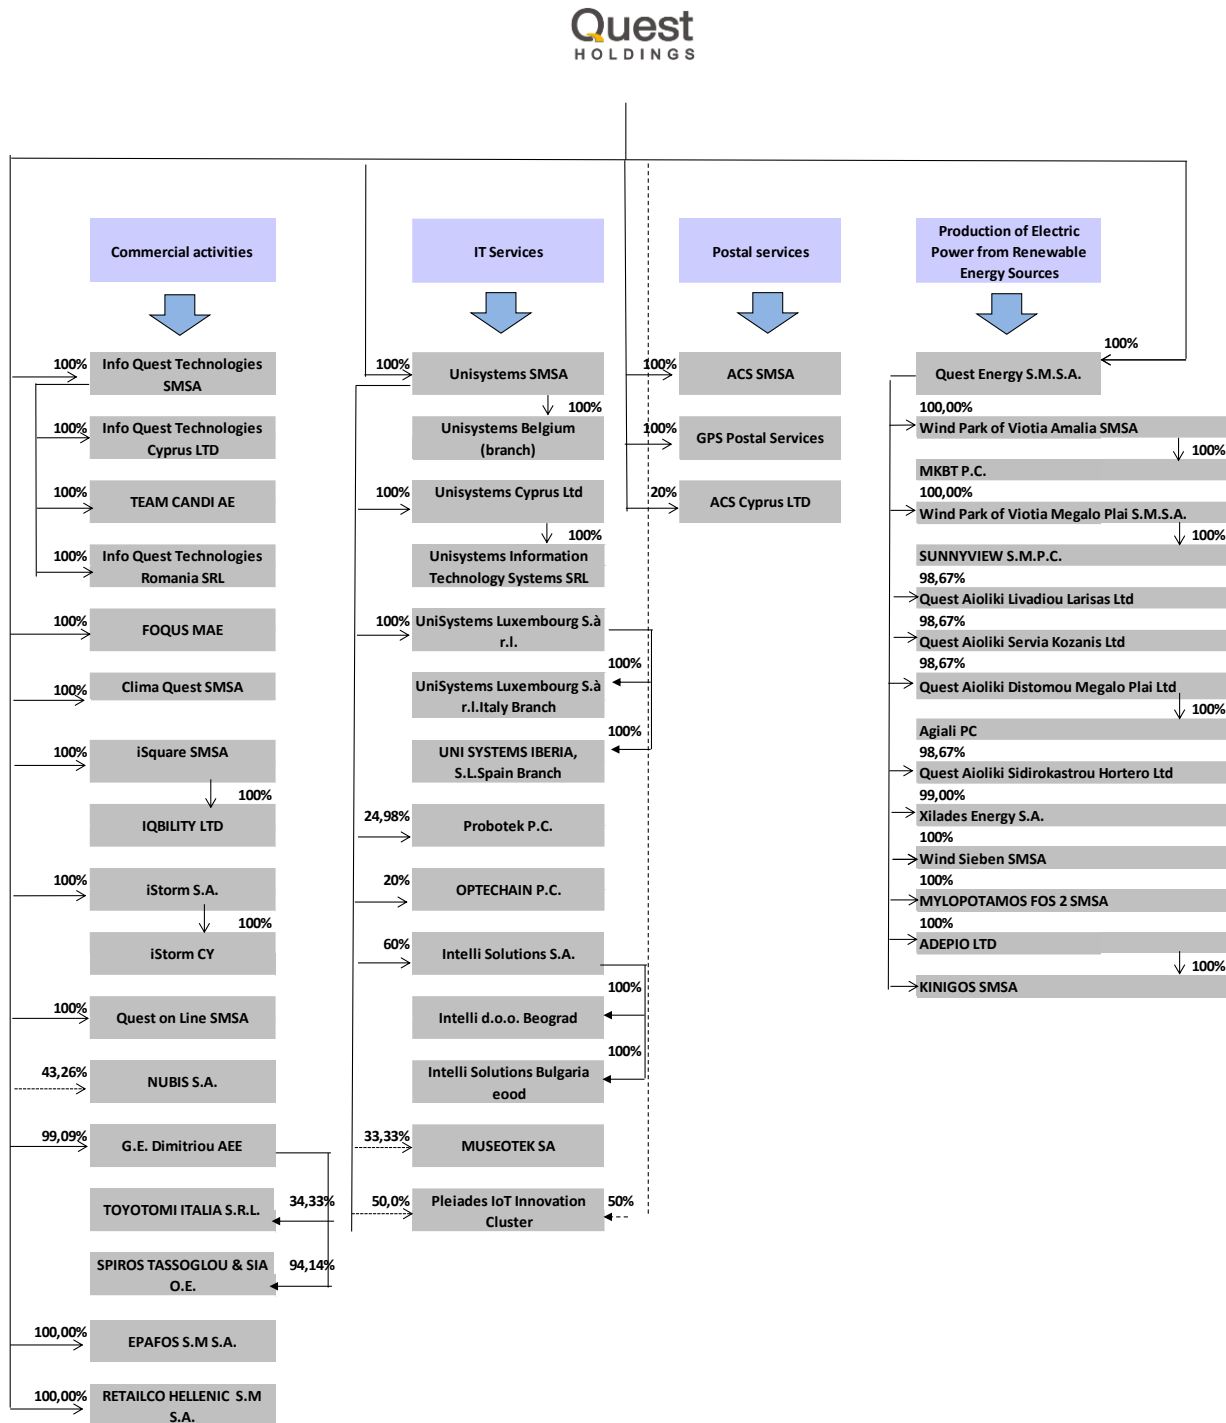 Quest
HOLDINGS
Commercial activities
100%
Info Quest Technologies
SMSA
100%
Info Quest Technologies
Cyprus LTD
100%
TEAM CANDI AE
100%
Info Quest Technologies
Romania SRL
100%
FOQUS MAE
100%
Clima Quest SMSA
100%
iSquare SMSA
100%
IQBILITY LTD
100%
iStorm S.A.
100%
iStorm CY
100%
Quest on Line SMSA
43,26%
NUBIS S.A.
99,09%
G.E. Dimitriou AEE
TOYOTOMI ITALIA S.R.L.
34,33%
SPIROS TASSOGLOU & SIA
O.E.
94,14%
100,00%
EPAFOS S.M S.A.
100,00%
RETAILCO HELLENIC S.M
S.A.
IT Services
100%
Unisystems SMSA
100%
Unisystems Belgium
(branch)
100%
Unisystems Cyprus Ltd
100%
Unisystems Information
Technology Systems SRL
100%
UniSystems Luxembourg S.à
r.l.
100%
UniSystems Luxembourg S.à
r.l.Italy Branch
100%
UNI SYSTEMS IBERIA,
S.L.Spain Branch
24,98%
Probotek P.C.
20%
OPTECHAIN P.C.
60%
Intelli Solutions S.A.
100%
Intelli d.o.o. Beograd
100%
Intelli Solutions Bulgaria
eood
33,33%
MUSEOTEK SA
50,0%
Pleiades IoT Innovation
Cluster
50%
Postal services
100%
ACS SMSA
100%
GPS Postal Services
20%
ACS Cyprus LTD
Production of Electric
Power from Renewable
Energy Sources
100%
Quest Energy S.M.S.A.
100,00%
Wind Park of Viotia Amalia SMSA
100%
MKBT P.C.
100,00%
Wind Park of Viotia Megalo Plai S.M.S.A.
100%
SUNNYVIEW S.M.P.C.
98,67%
Quest Aioliki Livadiou Larisas Ltd
98,67%
Quest Aioliki Servia Kozanis Ltd
98,67%
Quest Aioliki Distomou Megalo Plai Ltd
100%
Agiali PC
98,67%
Quest Aioliki Sidirokastrou Hortero Ltd
99,00%
Xilades Energy S.A.
100%
Wind Sieben SMSA
100%
MYLOPOTAMOS FOS 2 SMSA
100%
ADEPIO LTD
100%
KINIGOS SMSA